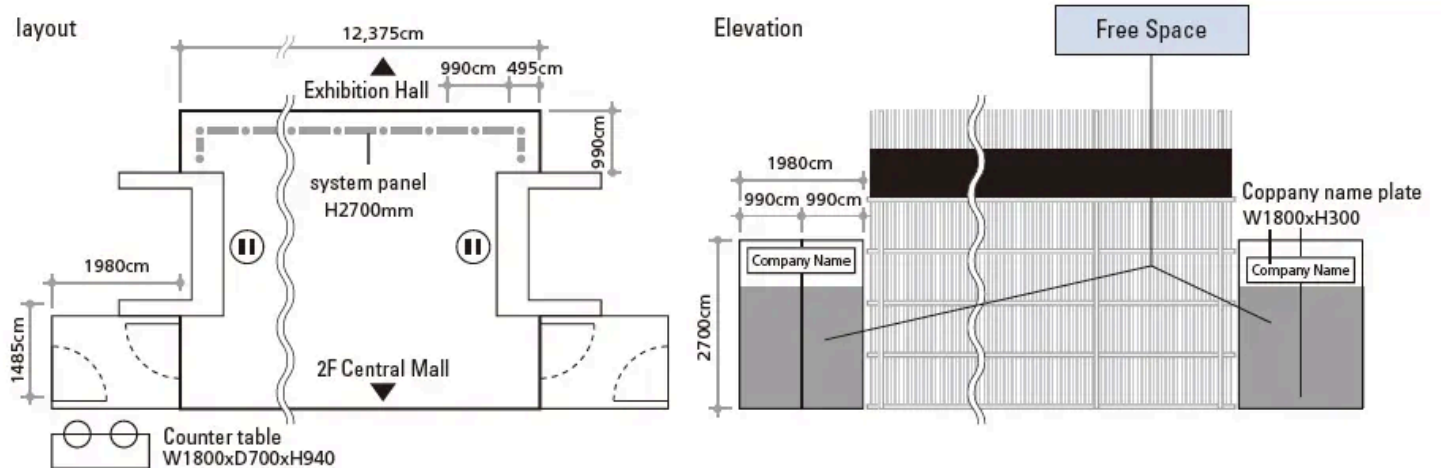 layout
12,375cm
990cm 495cm
Exhibition Hall
990cm
system panel
H2700mm
1980cm
1485cm
2F Central Mall
Counter table
W1800xD700xH940
Elevation
Free Space
1980cm
990cm 990cm
Coppany name plate
W1800xH300
Company Name
Company Name
2700cm